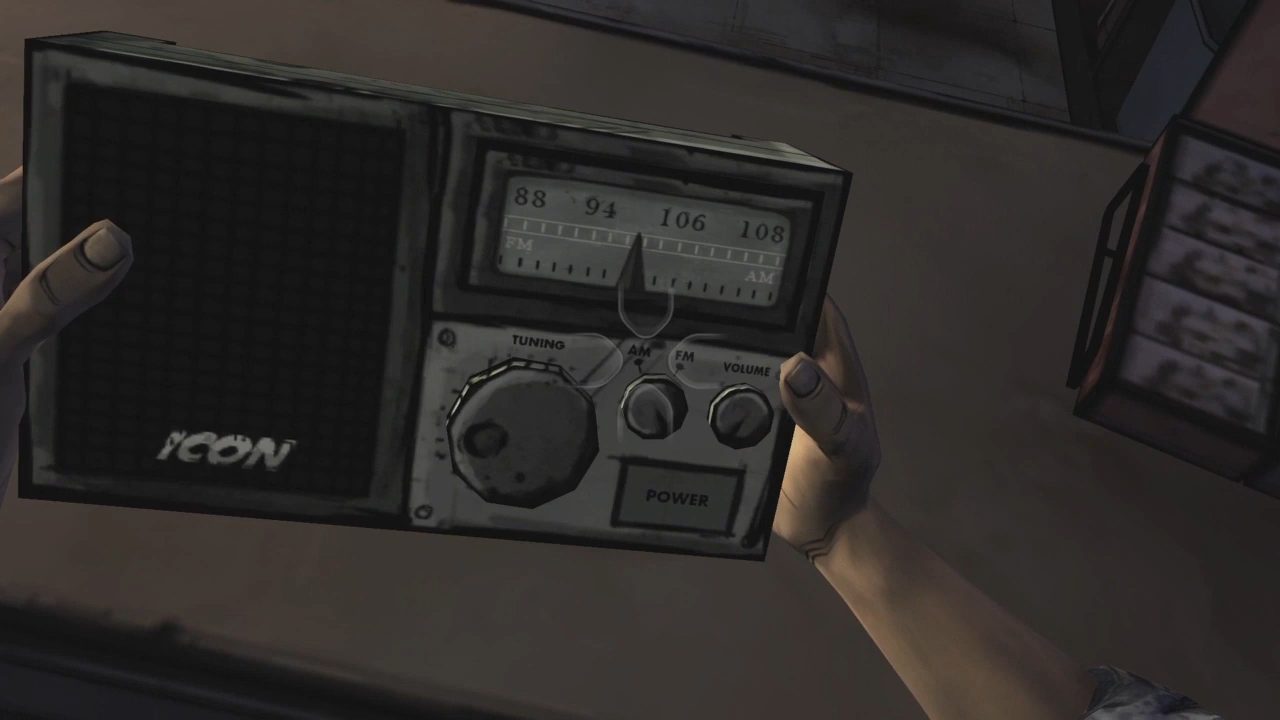 88 94 106 108
FM
AM
TUNING
AM FM
VOLUME
ICON
POWER